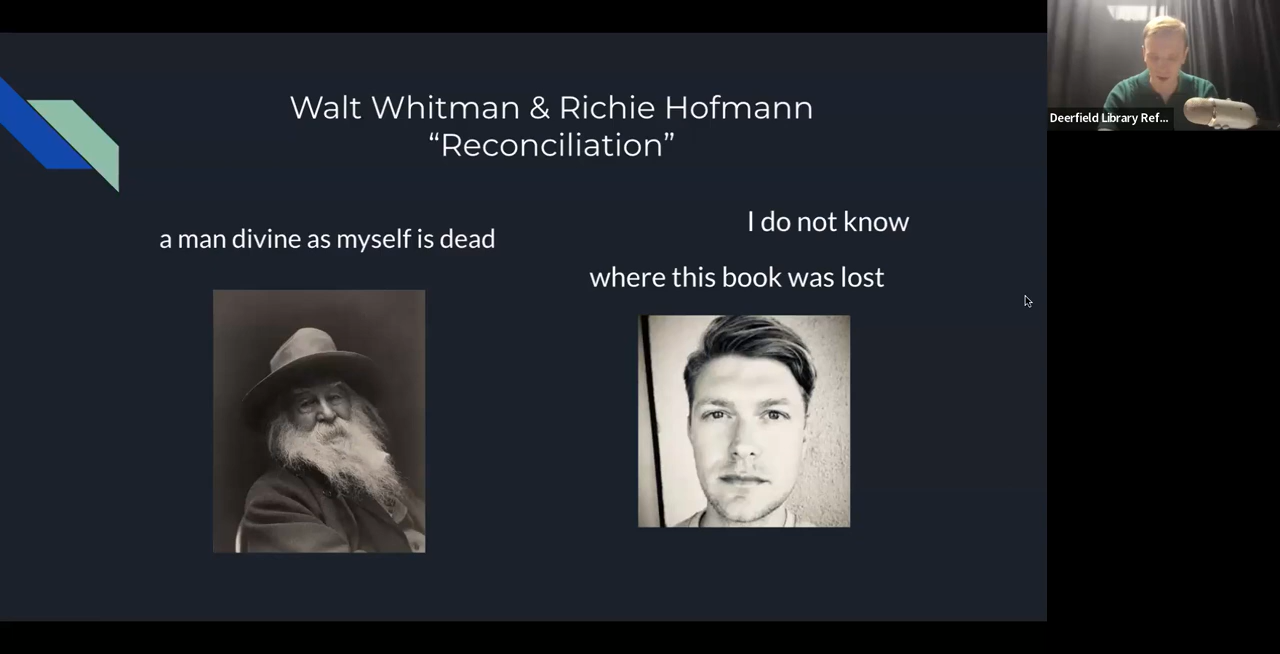 Walt Whitman & Richie Hofmann
“Reconciliation”
a man divine as myself is dead
I do not know
where this book was lost
Deerfield Library Ref...